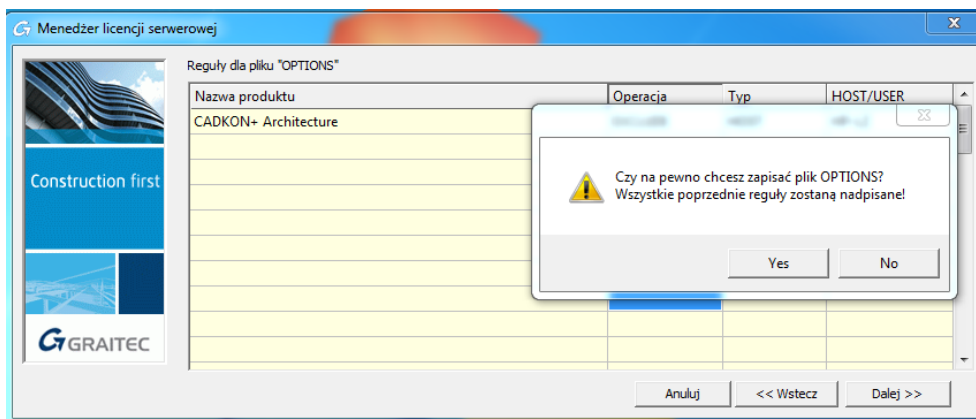 Menedżer licencji serwerowej
Reguły dla pliku "OPTIONS"
Nazwa produktu Operacja Typ HOST/USER
CADKON+ Architecture
Construction first
Czy na pewno chcesz zapisać plik OPTIONS?
Wszystkie poprzednie reguły zostaną nadpisane!
Yes No
GRAITEC
Anuluj << Wstecz Dalej >>